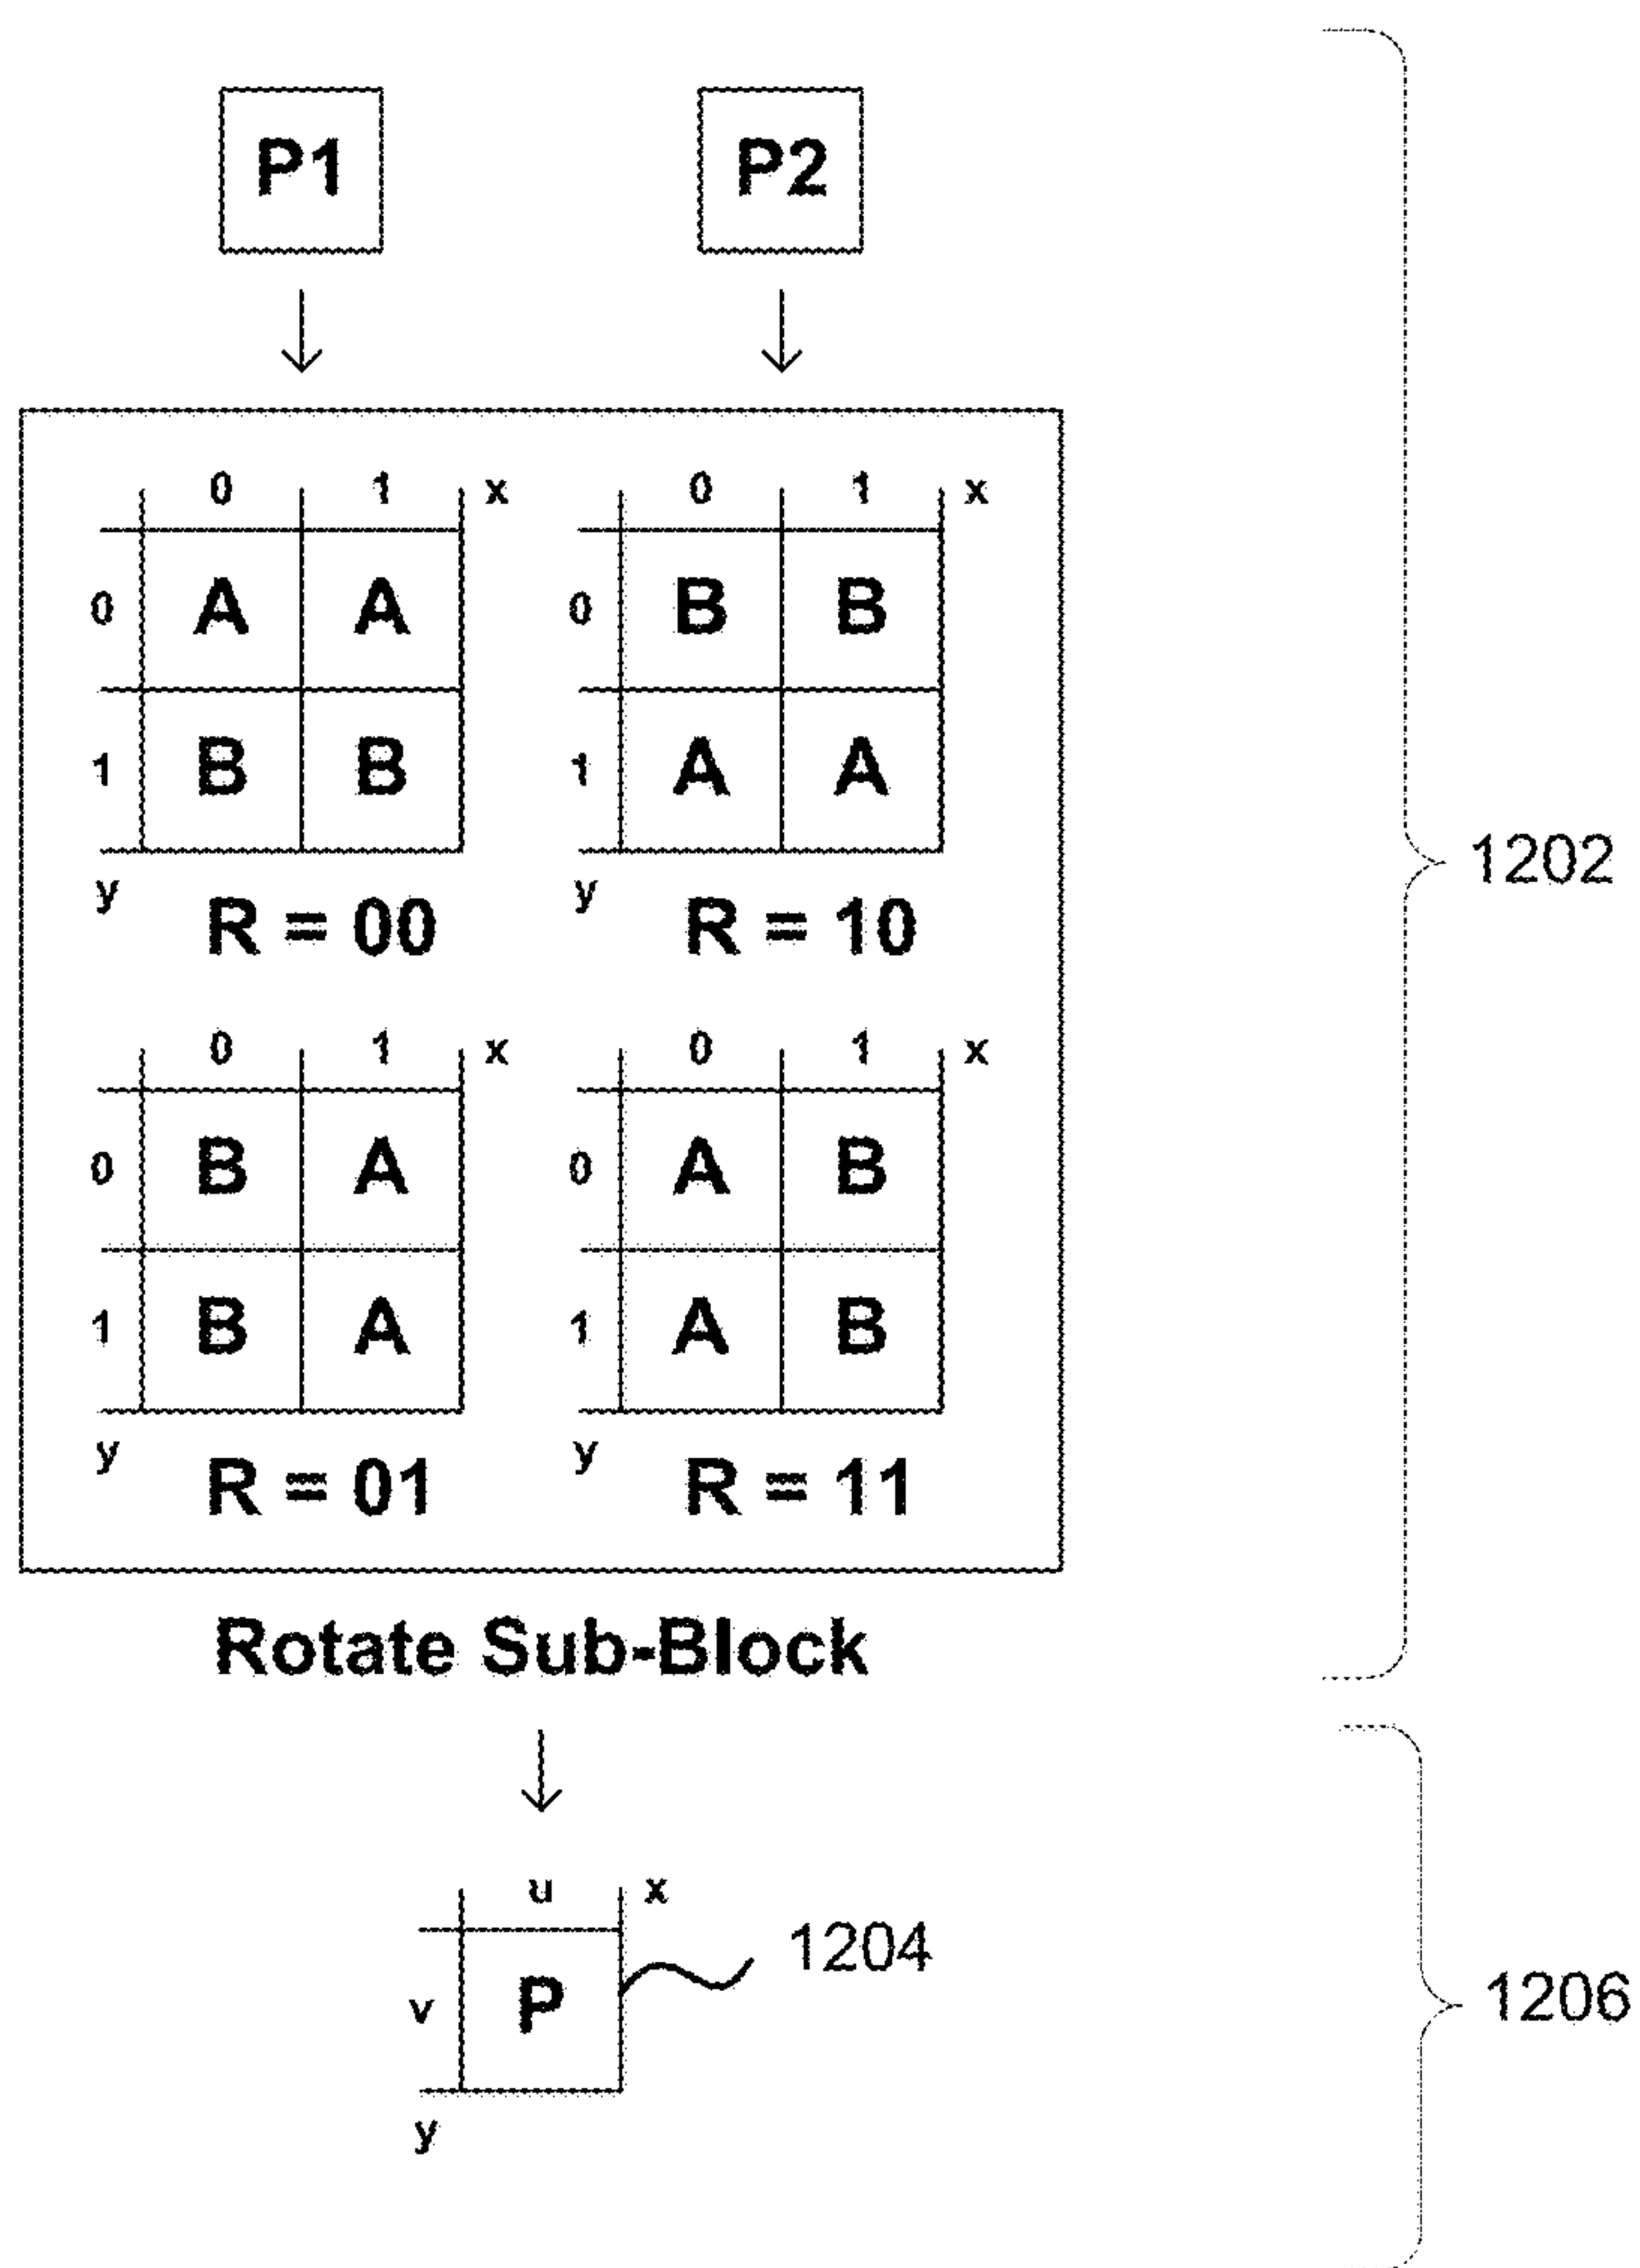 P1 P2
0 1 x 0 1 x
0 A A 0 B B
1 B B 1 A A
y y
R = 00 R = 10
0 1 x 0 1 x
0 B A 0 A B
1 B A 1 A B
y y
R = 01 R = 11
Rotate Sub-Block
u x
v P
y
1202
1204
1206